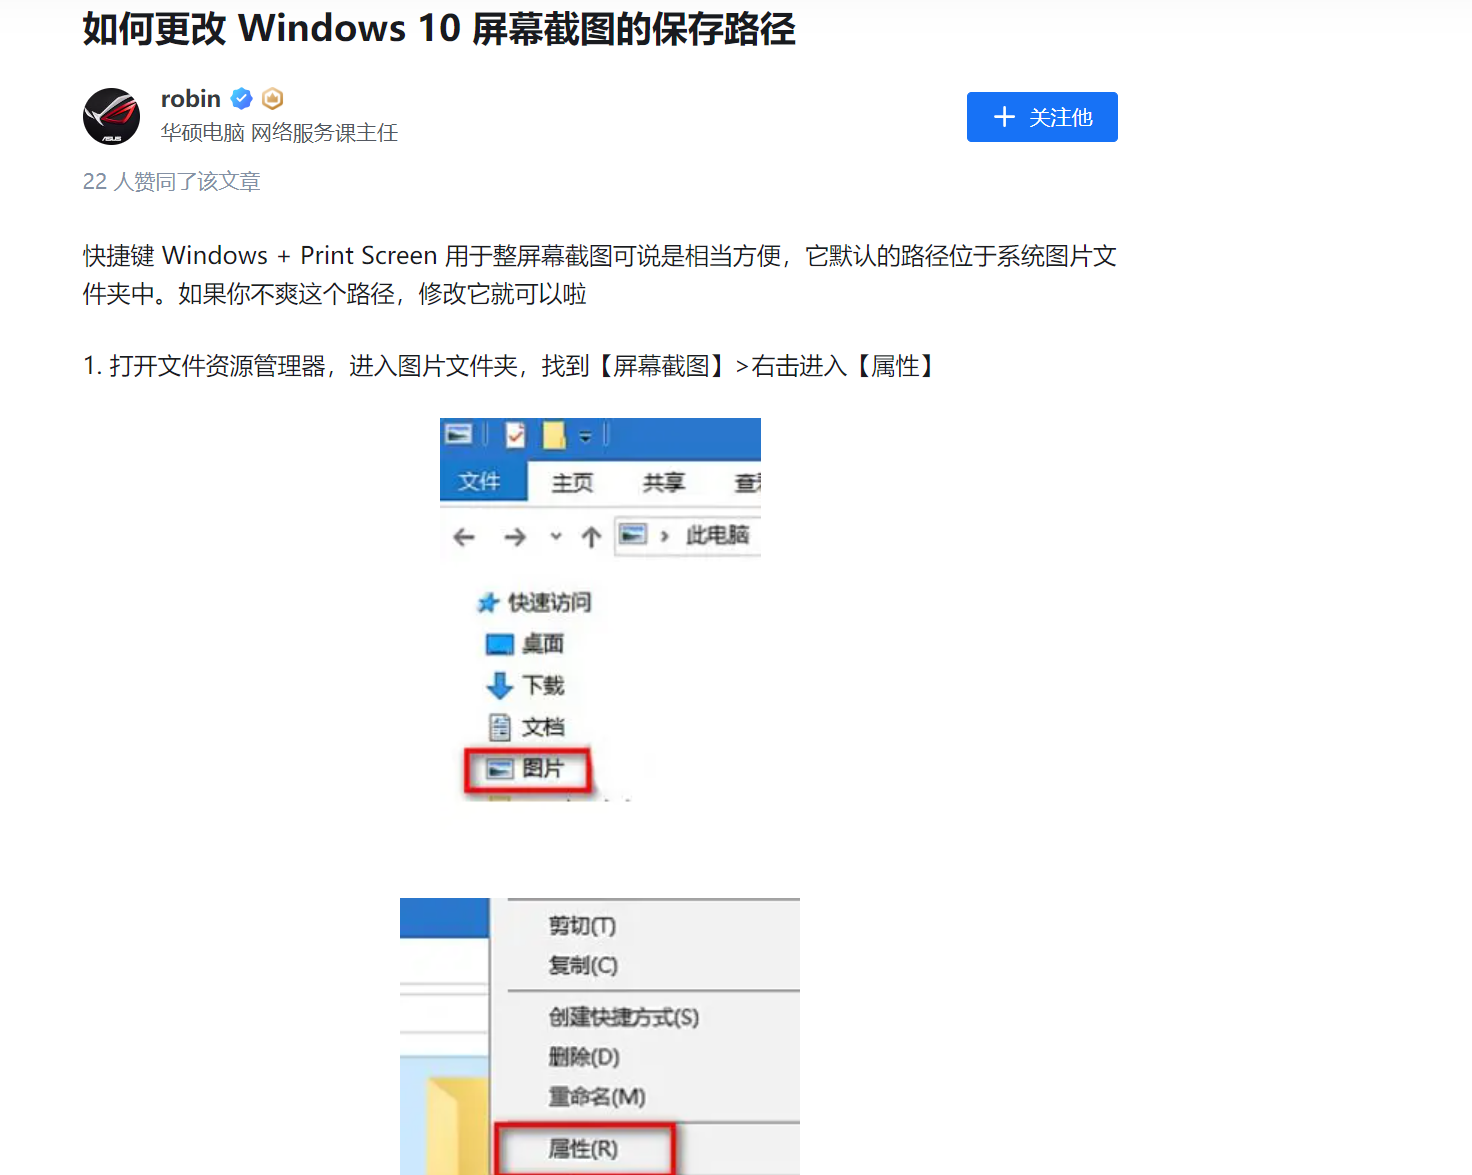 如何更改 Windows 10 屏幕截图的保存路径
robin
华硕电脑 网络服务课主任
关注他
22 人赞同了该文章
快捷键 Windows + Print Screen 用于整屏幕截图可说是相当方便，它默认的路径位于系统图片文
件夹中。如果你不爽这个路径，修改它就可以啦
1. 打开文件资源管理器，进入图片文件夹，找到【屏幕截图】>右击进入【属性】
文件 主页 共享
此电脑
快速访问
桌面
下载
文档
图片
剪切(T)
复制(C)
创建快捷方式(S)
删除(D)
重命名(M)
属性(R)